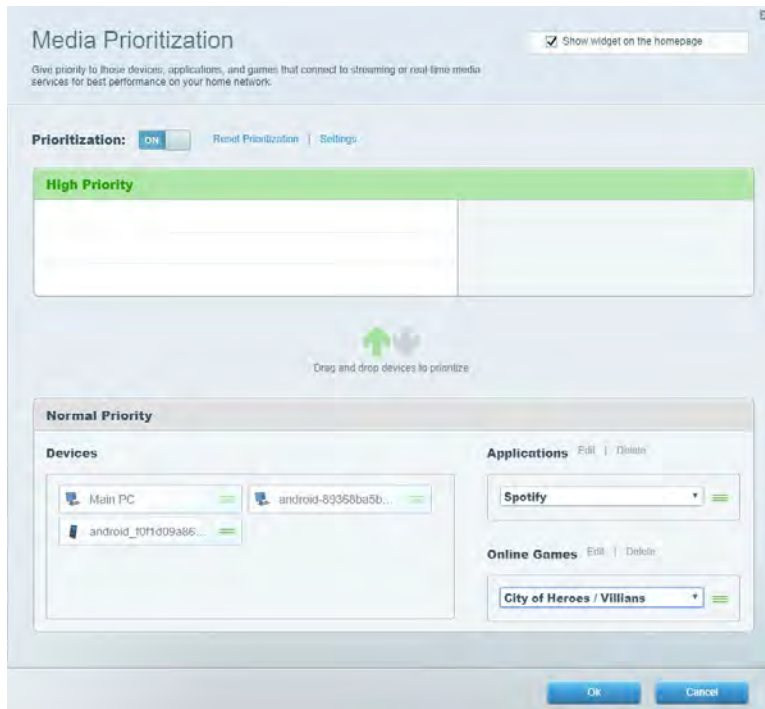 Media Prioritization
Show widget on the homepage
Give priority to those devices, applications, and games that connect to streaming or real-time media
services for best performance on your home network.
Prioritization: ON Reset Prioritization | Settings
High Priority
Drag and drop devices to prioritize
Normal Priority
Devices
Applications Edit | Delete
Main PC
android-89368ba5b...
Spotify
android_f0f1d09a86...
Online Games Edit | Delete
City of Heroes / Villians
Ok Cancel